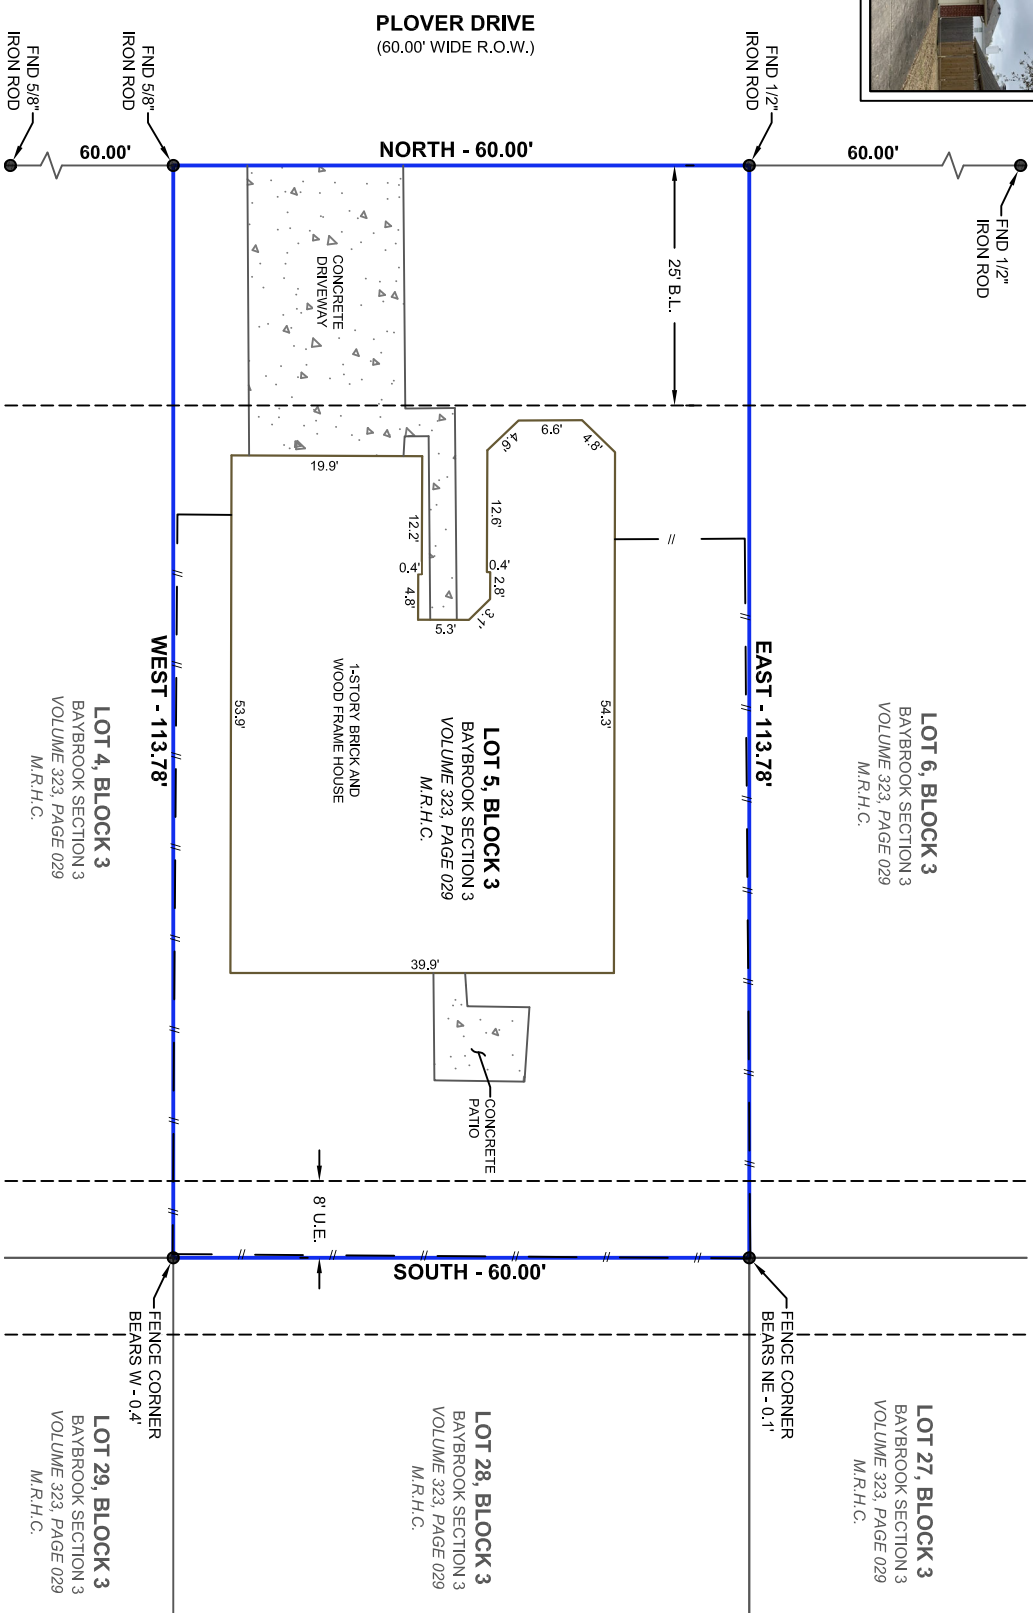 PLOVER DRIVE
(60.00' WIDE R.O.W.)
FND 5/8"
IRON ROD
FND 5/8"
IRON ROD
FND 1/2"
IRON ROD
FND 1/2"
IRON ROD
60.00'
NORTH - 60.00'
60.00'
25' B.L.
CONCRETE
DRIVEWAY
19.9'
12.2'
0.4'
4.8'
5.3'
3.1'
2.8'
0.4'
12.6'
4.6'
6.6'
4.8'
54.3'
53.9'
39.9'
1-STORY BRICK AND
WOOD FRAME HOUSE
LOT 5, BLOCK 3
BAYBROOK SECTION 3
VOLUME 323, PAGE 029
M.R.H.C.
WEST - 113.78'
EAST - 113.78'
LOT 4, BLOCK 3
BAYBROOK SECTION 3
VOLUME 323, PAGE 029
M.R.H.C.
LOT 6, BLOCK 3
BAYBROOK SECTION 3
VOLUME 323, PAGE 029
M.R.H.C.
CONCRETE
PATIO
8' U.E.
SOUTH - 60.00'
FENCE CORNER
BEARS W - 0.4'
FENCE CORNER
BEARS NE - 0.1'
LOT 29, BLOCK 3
BAYBROOK SECTION 3
VOLUME 323, PAGE 029
M.R.H.C.
LOT 28, BLOCK 3
BAYBROOK SECTION 3
VOLUME 323, PAGE 029
M.R.H.C.
LOT 27, BLOCK 3
BAYBROOK SECTION 3
VOLUME 323, PAGE 029
M.R.H.C.